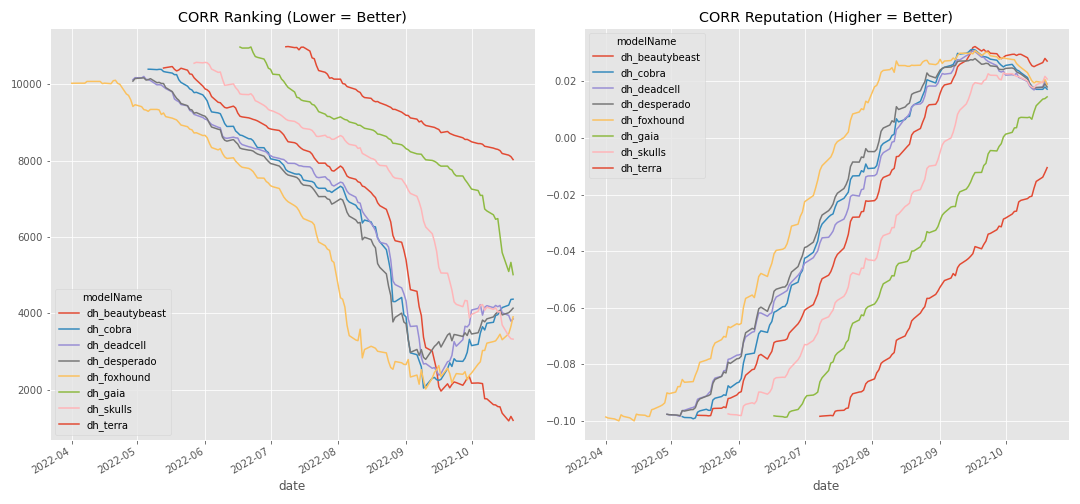 CORR Ranking (Lower = Better)
10000
8000
6000
4000
2000
modelName
dh_beautybeast
dh_cobra
dh_deadcell
dh_desperado
dh_foxhound
dh_gaia
dh_skulls
dh_terra
2022-04
2022-05
2022-06
2022-07
2022-08
2022-09
2022-10
date
CORR Reputation (Higher = Better)
modelName
dh_beautybeast
dh_cobra
dh_deadcell
dh_desperado
dh_foxhound
dh_gaia
dh_skulls
dh_terra
0.02
0.00
−0.02
−0.04
−0.06
−0.08
−0.10
2022-04
2022-05
2022-06
2022-07
2022-08
2022-09
2022-10
date